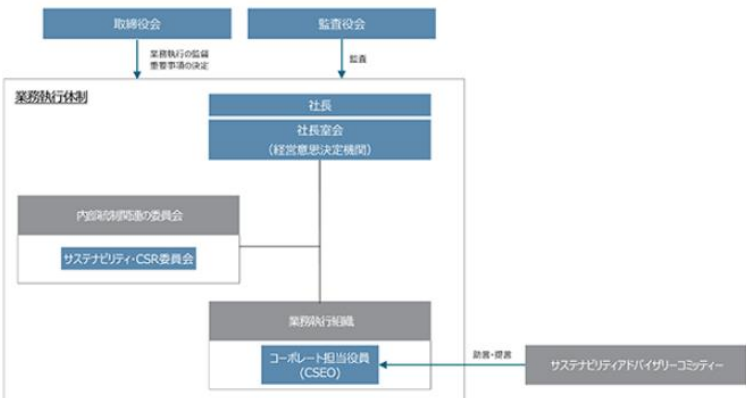 取締役会
監査役会
業務執行の監督
重要事項の決定
監査
業務執行体制
社長
社長室会
(経営意思決定機関)
内部統制関連の委員会
サステナビリティ・CSR委員会
業務執行組織
コーポレート担当役員
(CSEO)
助言・提言
サステナビリティアドバイザリーコミッティー